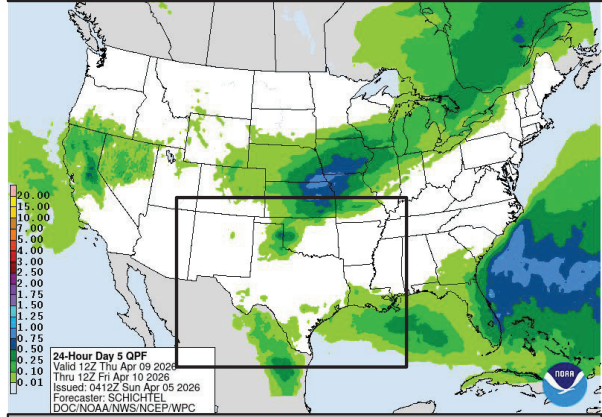 20.00
15.00
10.00
7.00
5.00
4.00
3.00
2.50
2.00
1.75
1.50
1.25
1.00
0.75
0.50
0.25
0.10
0.01
24-Hour Day 5 QPF
Valid 12Z Thu Apr 09 2026
Thru 12Z Fri Apr 10 2026
Issued: 0412Z Sun Apr 05 2026
Forecaster: SCHICHTEL
DOC/NOAA/NWS/NCEP/WPC
NOAA